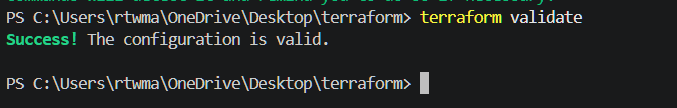 PS C:\Users\rtwma\OneDrive\Desktop\terraform> terraform validate
Success! The configuration is valid.
PS C:\Users\rtwma\OneDrive\Desktop\terraform>